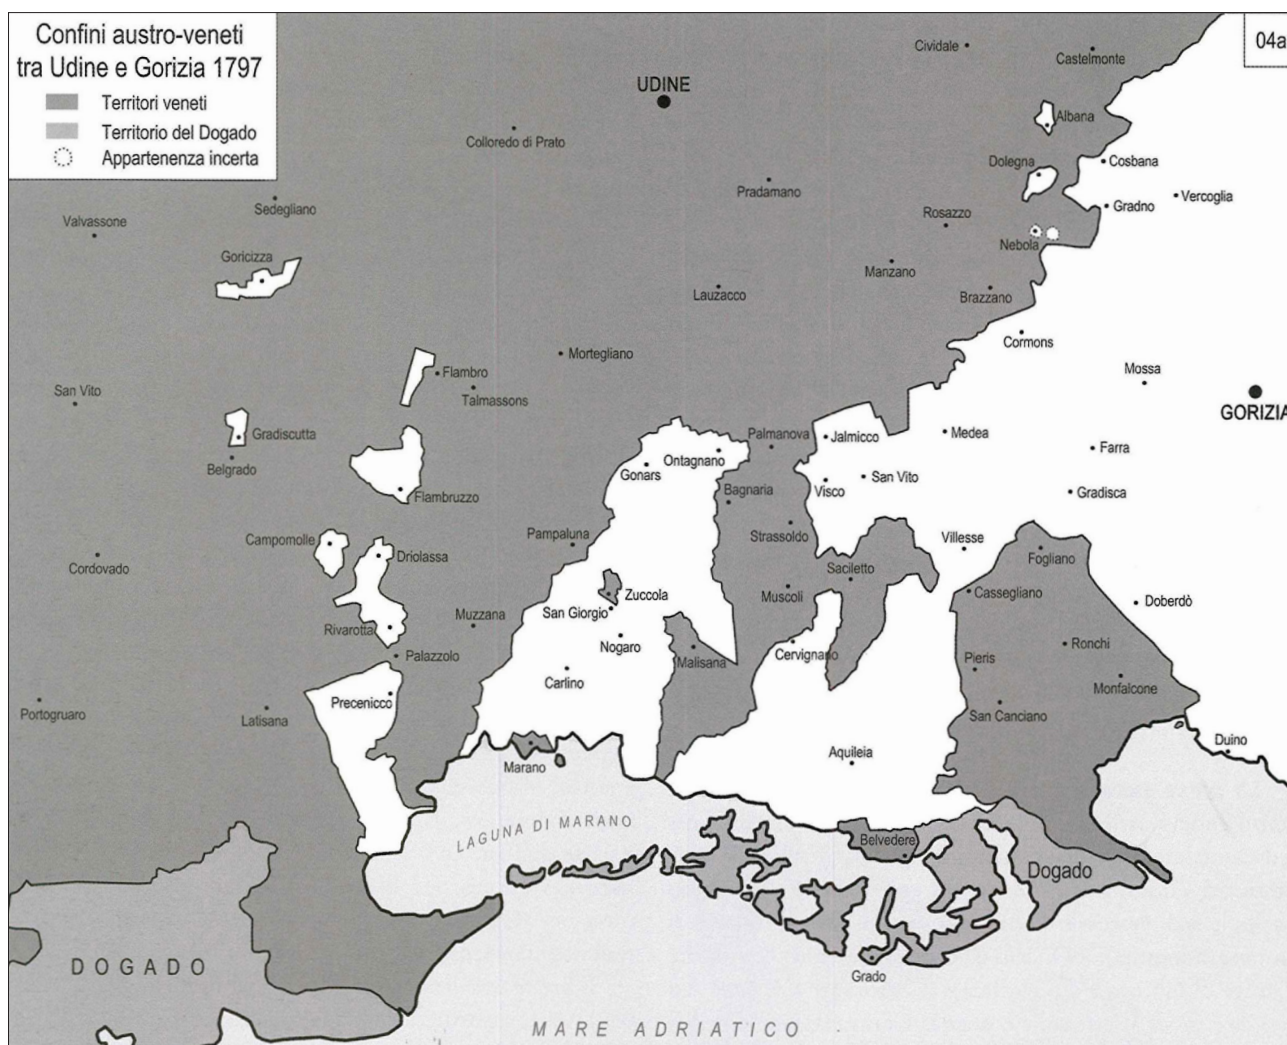 Confini austro-veneti
tra Udine e Gorizia 1797
Territori veneti
Territorio del Dogado
Appartenenza incerta
04a
Cividale
Castelmonte
UDINE
Albana
Colloredo di Prato
Dolegna
Cosbana
Pradamano
Vercoglia
Sedegliano
Rosazzo
Gradno
Valvassone
Nebola
Goricizza
Manzano
Lauzacco
Brazzano
Cormons
Mortegliano
Flambro
Mossa
San Vito
Talmassons
GORIZIA
Gradiscutta
Palmanova
Jalmicco
Medea
Belgrado
Ontagnano
Farra
Gonars
Flambruzzo
Bagnaria
Visco
San Vito
Gradisca
Pampaluna
Strassoldo
Villesse
Campomolle
Driolassa
Fogliano
Cordovado
Saciletto
Zuccola
Muscoli
Cassegliano
San Giorgio
Doberdò
Muzzana
Rivarotta
Nogaro
Ronchi
Palazzolo
Malisana
Cervignano
Pieris
Carlino
Monfalcone
Precenicco
Portogruaro
Latisana
San Canciano
Duino
Marano
Aquileia
LAGUNA DI MARANO
Belvedere
Dogado
DOGADO
Grado
MARE ADRIATICO